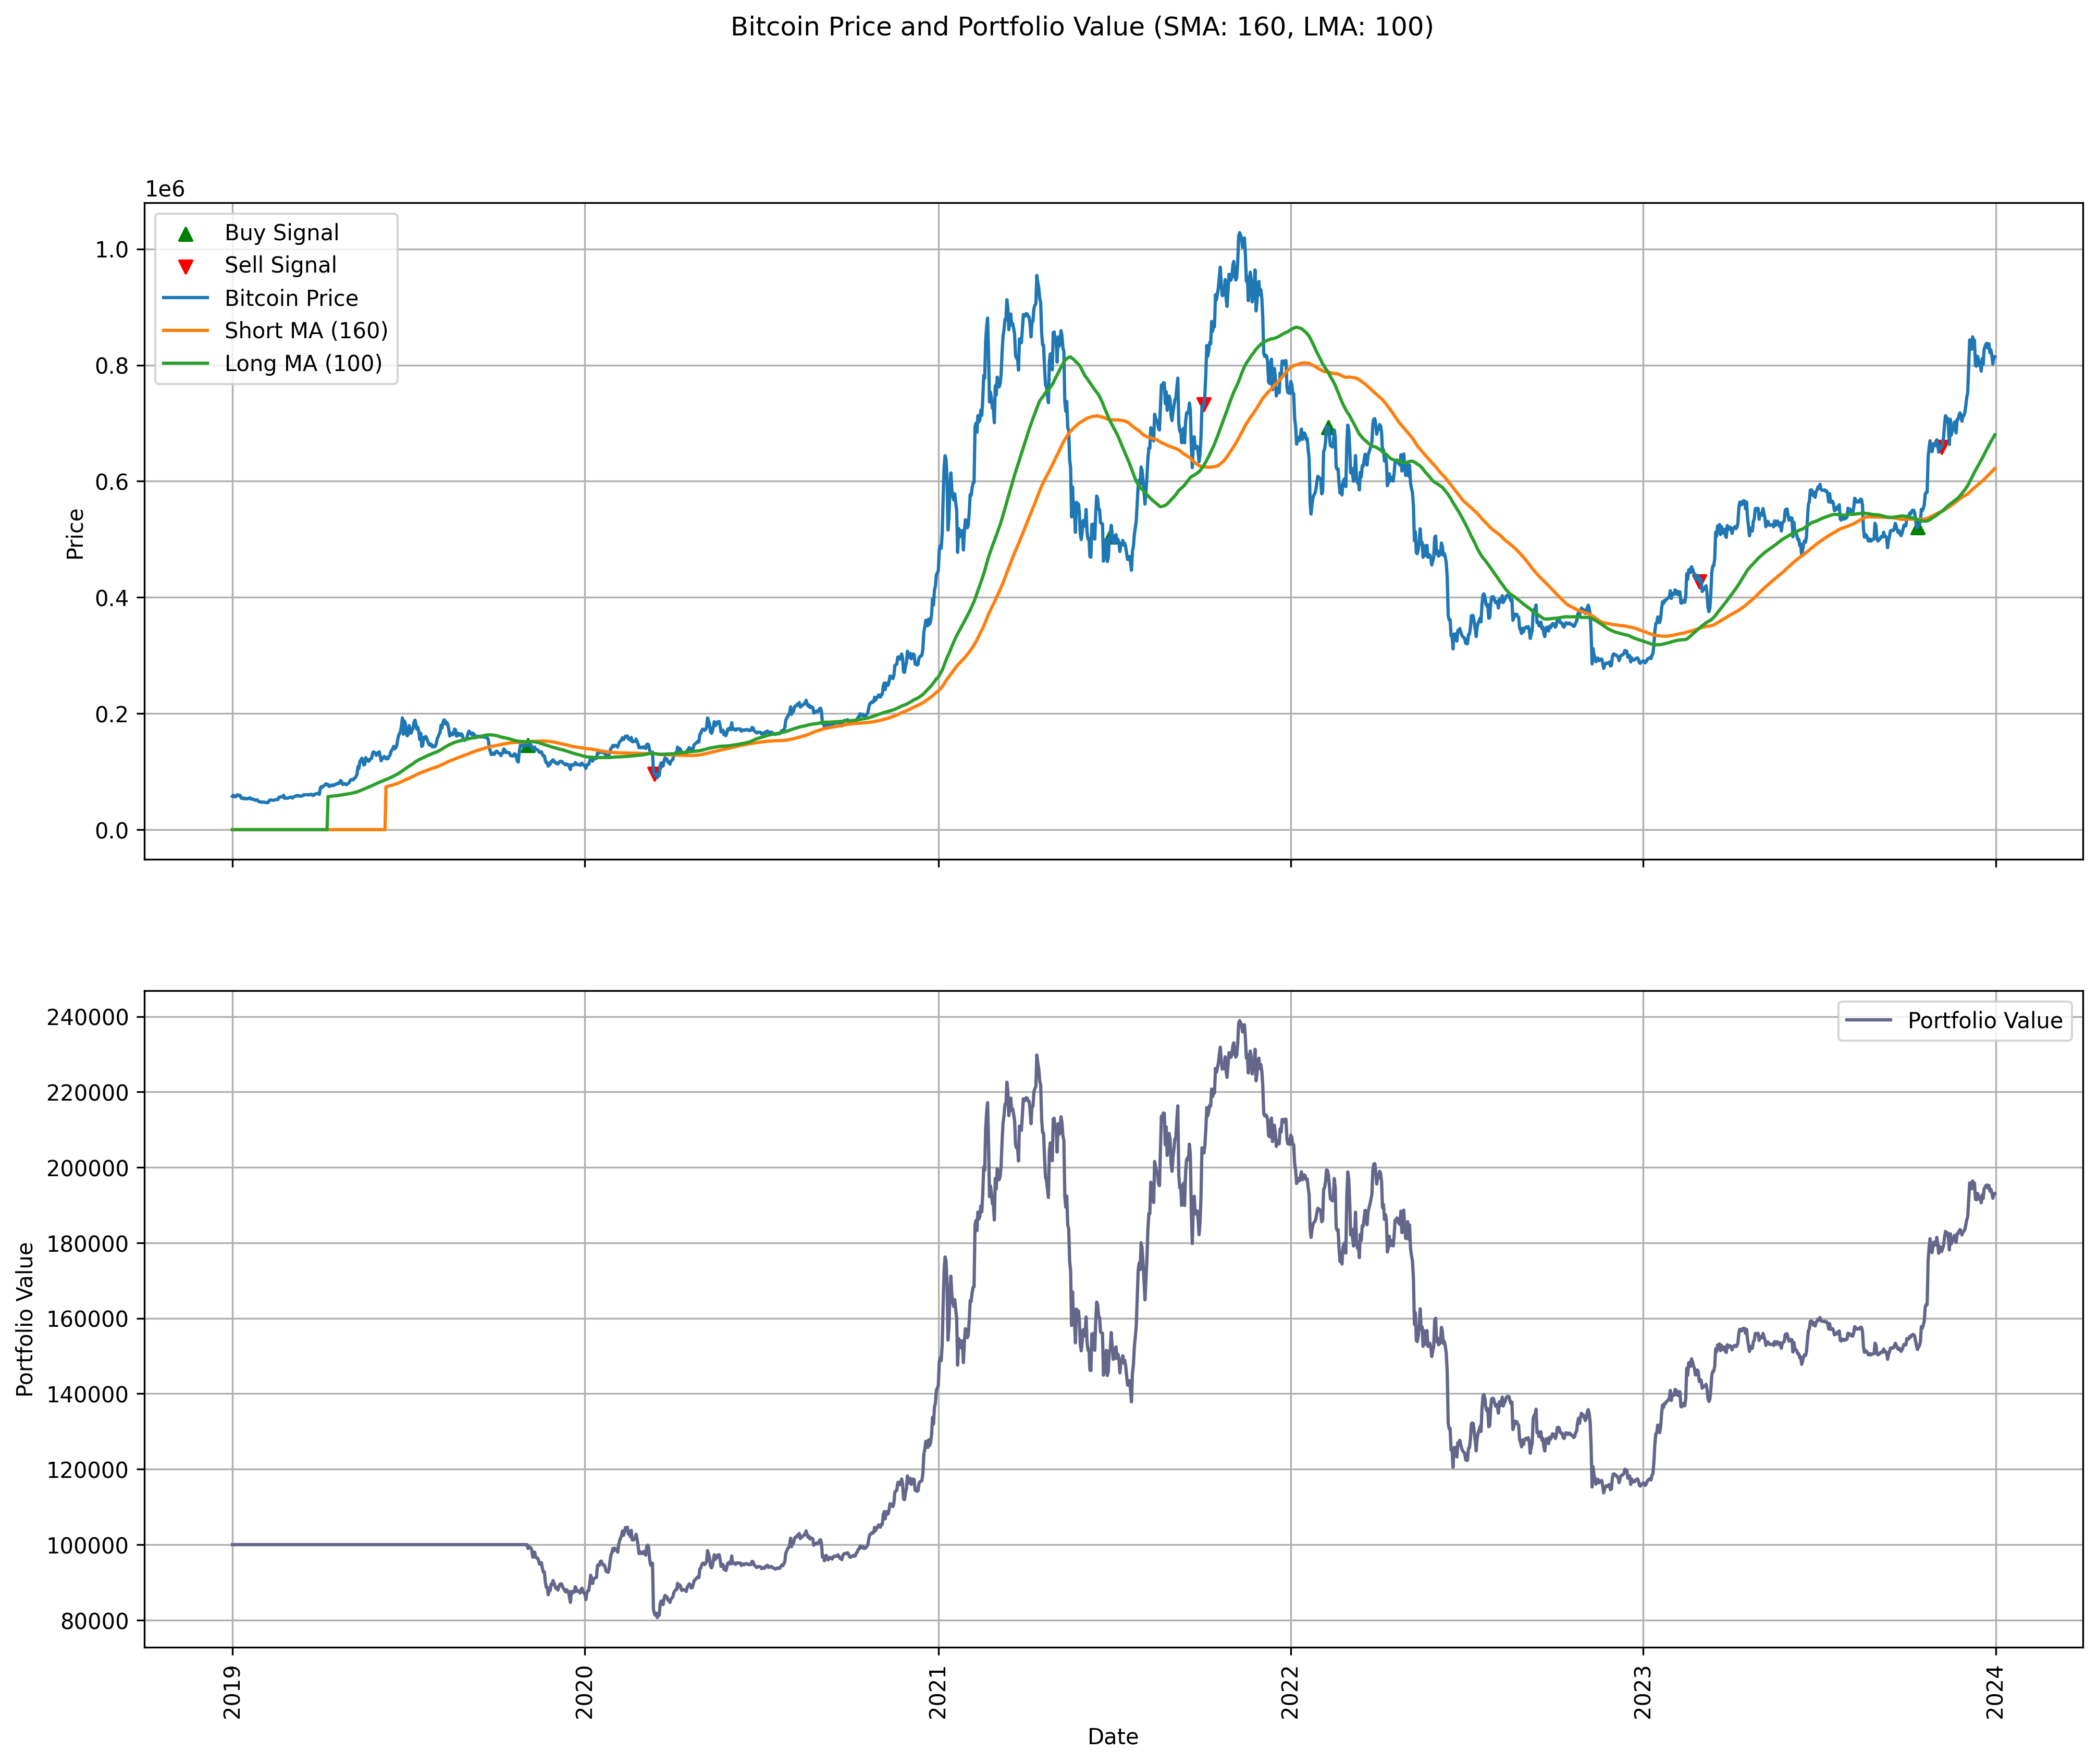 Bitcoin Price and Portfolio Value (SMA: 160, LMA: 100)
1e6
Buy Signal
Sell Signal
Bitcoin Price
Short MA (160)
Long MA (100)
1.0
0.8
0.6
0.4
0.2
0.0
Price
Portfolio Value
240000
220000
200000
180000
160000
140000
120000
100000
80000
Portfolio Value
2019
2020
2021
2022
2023
2024
Date